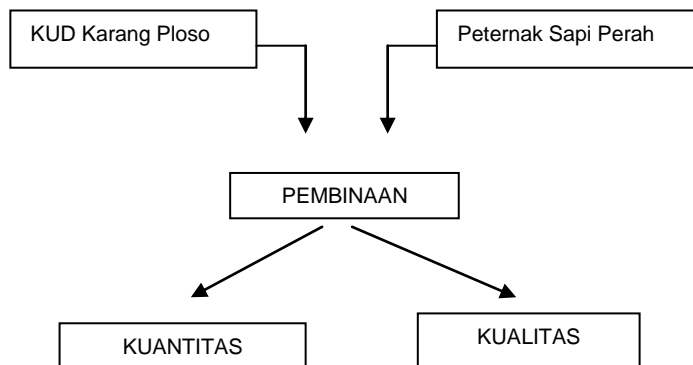 KUD Karang Ploso
Peternak Sapi Perah
PEMBINAAN
KUANTITAS
KUALITAS